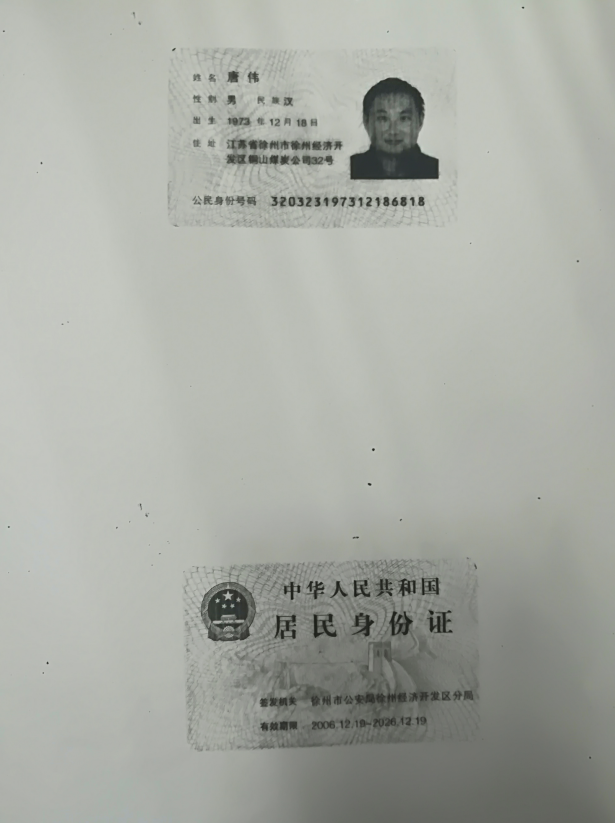 姓名 唐伟
性别 男 民族 汉
出生 1973 年 12 月 18 日
住址 江苏省徐州市徐州经济开
发区铜山煤炭公司32号
公民身份号码 320323197312186818
中华人民共和国
居民身份证
签发机关 徐州市公安局徐州经济开发区分局
有效期限 2006.12.19-2026.12.19